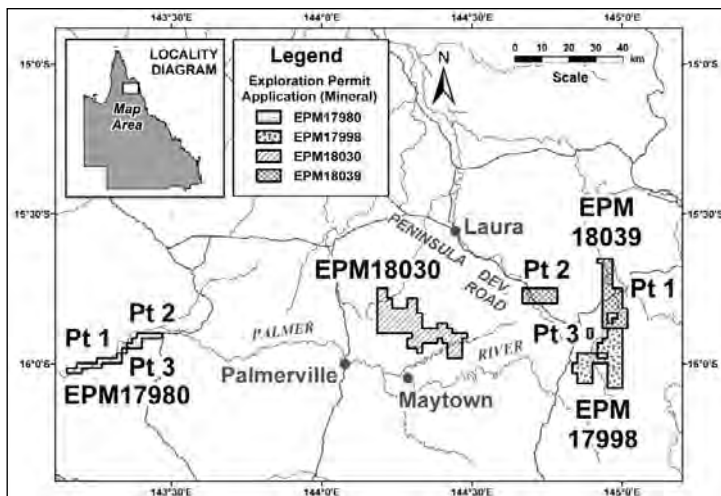 143°30'E
144°0'E
144°30'E
145°0'E
LOCALITY
DIAGRAM
Map
Area
Legend
Exploration Permit
Application (Mineral)
EPM17980
EPM17998
EPM18030
EPM18039
N
0 10 20 30 40
km
Scale
15°0'S
15°0'S
15°30'S
15°30'S
16°0'S
16°0'S
Laura
PENINSULA
DEV.
ROAD
EPM
18039
EPM18030
Pt 2
Pt 1
Pt 3
Pt 2
Pt 1
Pt 3
EPM17980
PALMER
RIVER
Palmerville
Maytown
EPM
17998
143°30'E
144°0'E
144°30'E
145°0'E